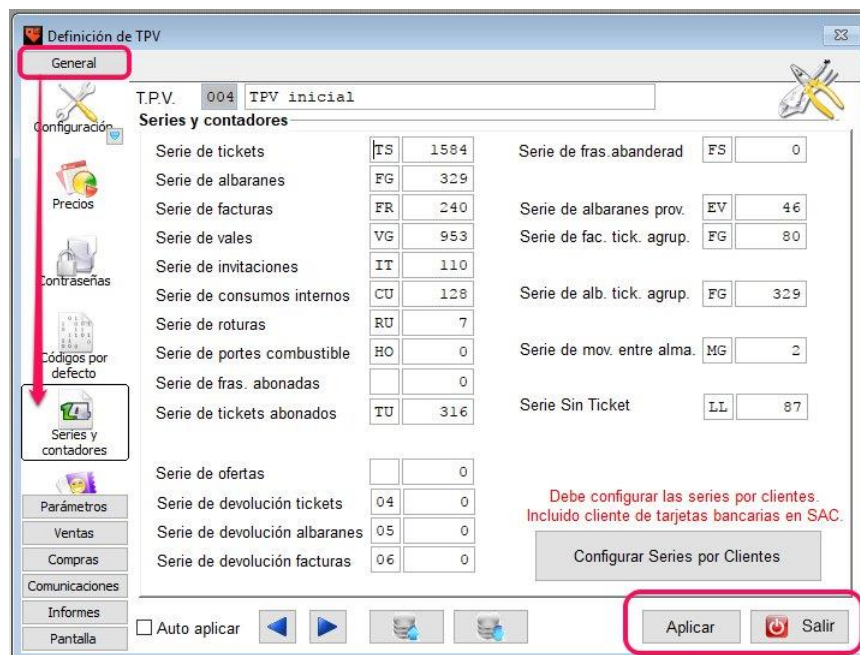 Definición de TPV
General
T.P.V. 004 TPV inicial
Series y contadores
Configuración
Precios
Contraseñas
Códigos por defecto
Series y contadores
Parámetros
Ventas
Compras
Comunicaciones
Informes
Pantalla
Serie de tickets TS 1584
Serie de albaranes FG 329
Serie de facturas FR 240
Serie de vales VG 953
Serie de invitaciones IT 110
Serie de consumos internos CU 128
Serie de roturas RU 7
Serie de portes combustible HO 0
Serie de fras. abonadas 0
Serie de tickets abonados TU 316
Serie de ofertas 0
Serie de devolución tickets 04 0
Serie de devolución albaranes 05 0
Serie de devolución facturas 06 0
Serie de fras.abanderad FS 0
Serie de albaranes prov. EV 46
Serie de fac. tick. agrup. FG 80
Serie de alb. tick. agrup. FG 329
Serie de mov. entre alma. MG 2
Serie Sin Ticket LL 87
Debe configurar las series por clientes.
Incluido cliente de tarjetas bancarias en SAC.
Configurar Series por Clientes
Auto aplicar
Aplicar
Salir